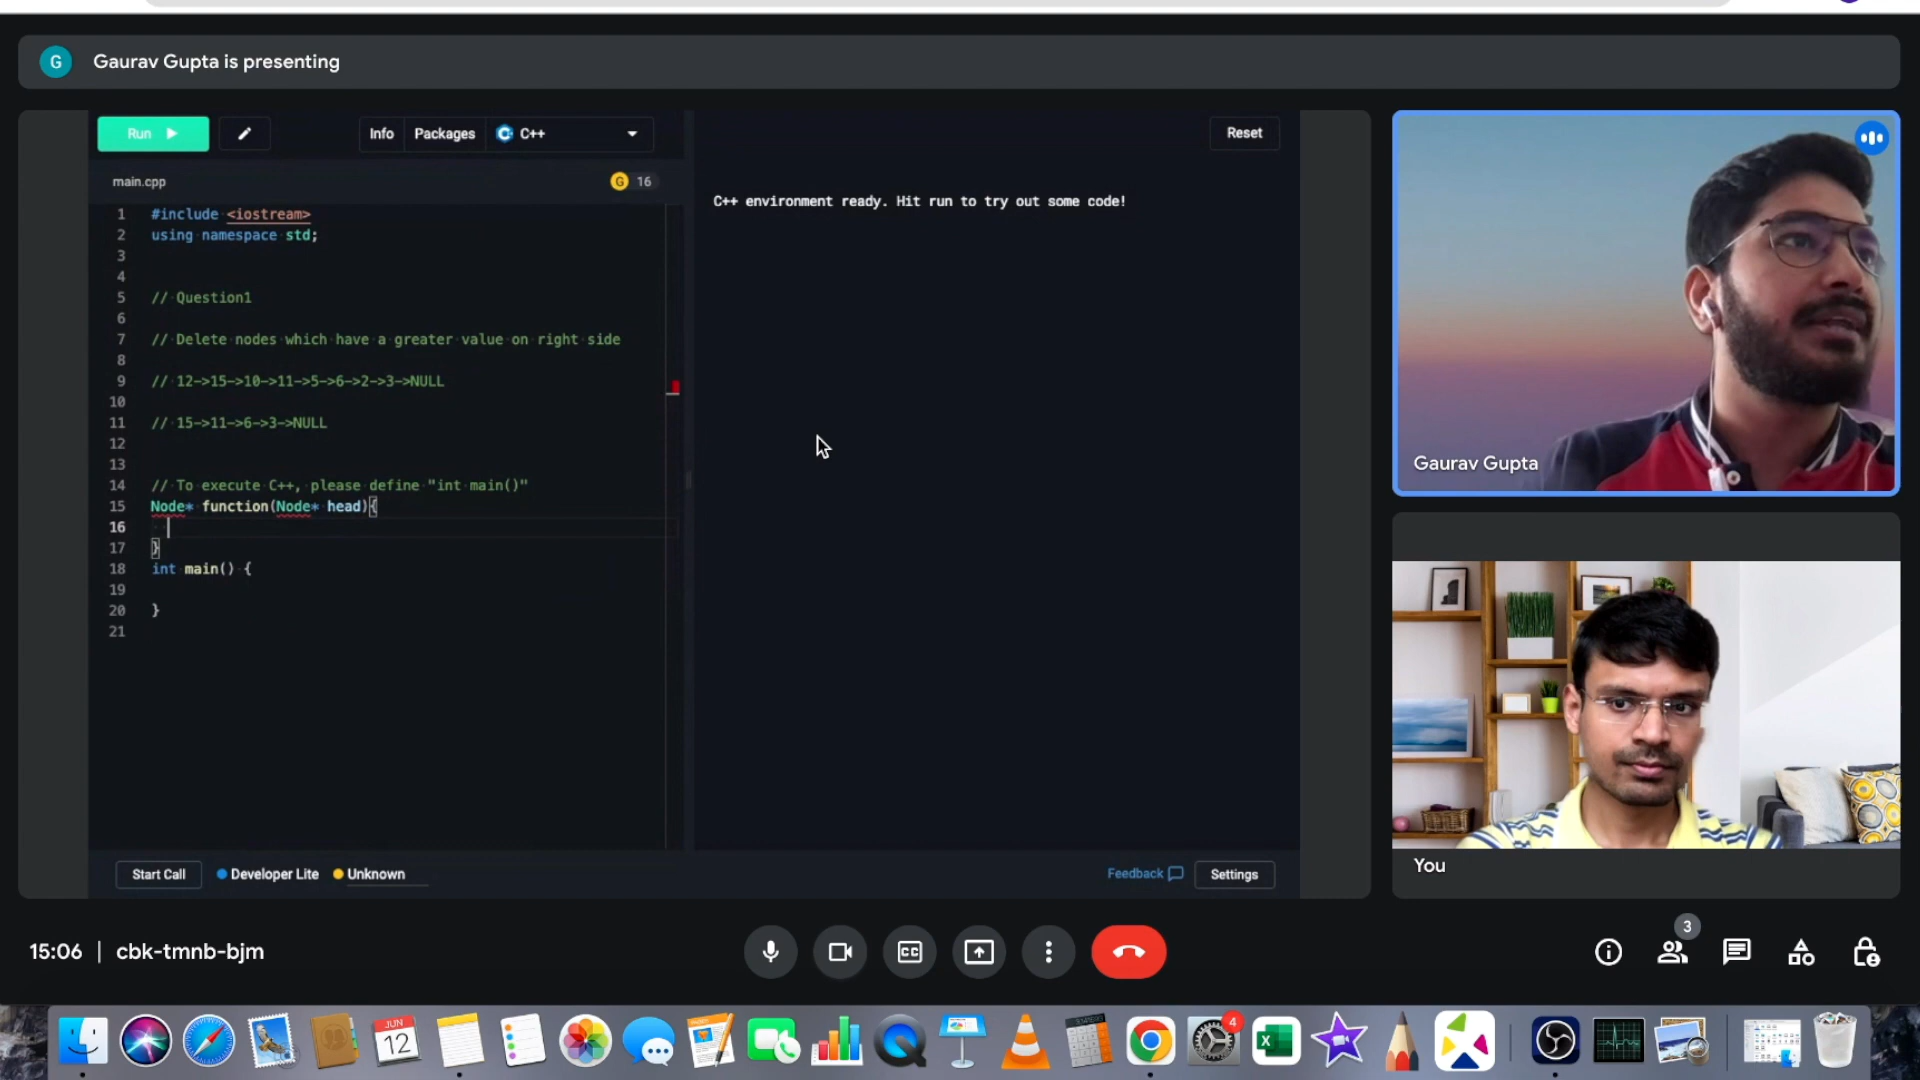 G Gaurav Gupta is presenting
Run Info Packages C++ Reset
main.cpp G 16
C++ environment ready. Hit run to try out some code!
1 #include <iostream>
2 using namespace std;
3
4
5 // Question1
6
7 // Delete nodes which have a greater value on right side
8
9 // 12->15->10->11->5->6->2->3->NULL
10
11 // 15->11->6->3->NULL
12
13
14 // To execute C++, please define "int main()"
15 Node* function(Node* head){
16
17 }
18 int main() {
19
20 }
21
Gaurav Gupta
You
Start Call Developer Lite Unknown Feedback Settings
15:06 | cbk-tmnb-bjm
CC
3
JUN
12
4
X